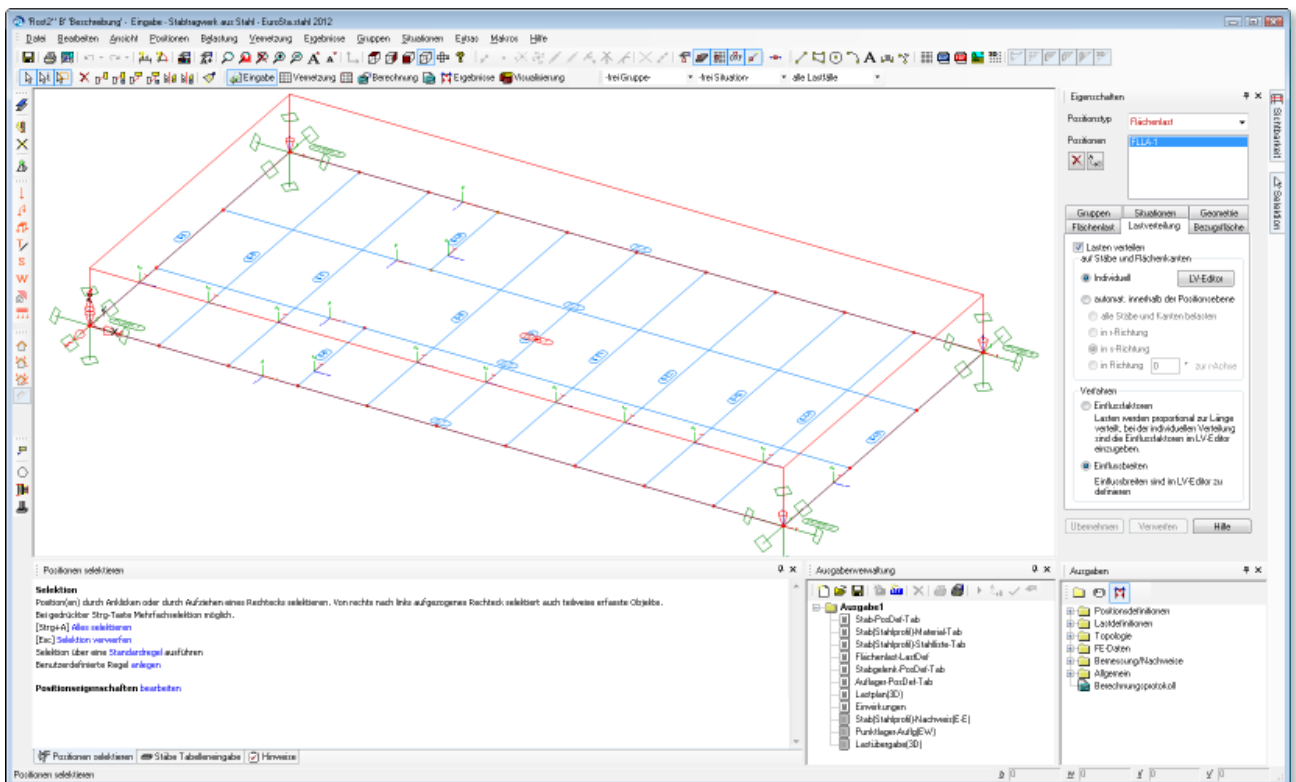 'Root2'' B' 'Beschreibung' - Eingabe - Stabtragwerk aus Stahl - EuroSta.stahl 2012
Datei Bearbeiten Ansicht Positionen Belastung Vernetzung Ergebnisse Gruppen Situationen Extras Makros Hilfe
Eingabe Vernetzung Berechnung Ergebnisse Visualisierung -frei Gruppe- -frei Situation alle Lastfälle
Eigenschaften
Positionstyp Flächenlast
Positionen FLLA-1
Gruppen Situationen Geometrie
Flächenlast Lastverteilung Bezugsfläche
Lasten verteilen
auf Stäbe und Flächenkanten
Individuell LV-Editor
automat. innerhalb der Positionsebene
alle Stäbe und Kanten belasten
in r-Richtung
in s-Richtung
in Richtung 0 ° zur r-Achse
Verfahren
Einflussfaktoren
Lasten werden proportional zur Länge
verteilt, bei der individuellen Verteilung
sind die Einflussfaktoren im LV-Editor
einzugeben.
Einflussbreiten
Einflussbreiten sind im LV-Editor zu
definieren
Übernehmen Verwerfen Hilfe
Sichtbarkeit
Selektion
Positionen selektieren
Selektion
Position(en) durch Anklicken oder durch Aufziehen eines Rechtecks selektieren. Von rechts nach links aufgezogenes Rechteck selektiert auch teilweise erfasste Objekte.
Bei gedrückter Strg-Taste Mehrfachselektion möglich.
[Strg+A] Alles selektieren
[Esc] Selektion verwerfen
Selektion über eine Standardregel ausführen
Benutzerdefinierte Regel anlegen
Positionseigenschaften bearbeiten
Positionen selektieren Stäbe Tabelleneingabe Hinweise
Ausgabenverwaltung
Ausgabe1
Stab-PosDef-Tab
Stab(Stahlprofil)-Material-Tab
Stab(Stahlprofil)-Stahlliste-Tab
Flächenlast-LastDef
Stabgelenk-PosDef-Tab
Auflager-PosDef-Tab
Lastplan(3D)
Einwirkungen
Stab(Stahlprofil)-Nachweis(E-E)
Punktlager-Auflg(EW)
Lastübergabe(3D)
Ausgaben
Positionsdefinitionen
Lastdefinitionen
Topologie
FE-Daten
Bemessung/Nachweise
Allgemein
Berechnungsprotokoll
Positionen selektieren